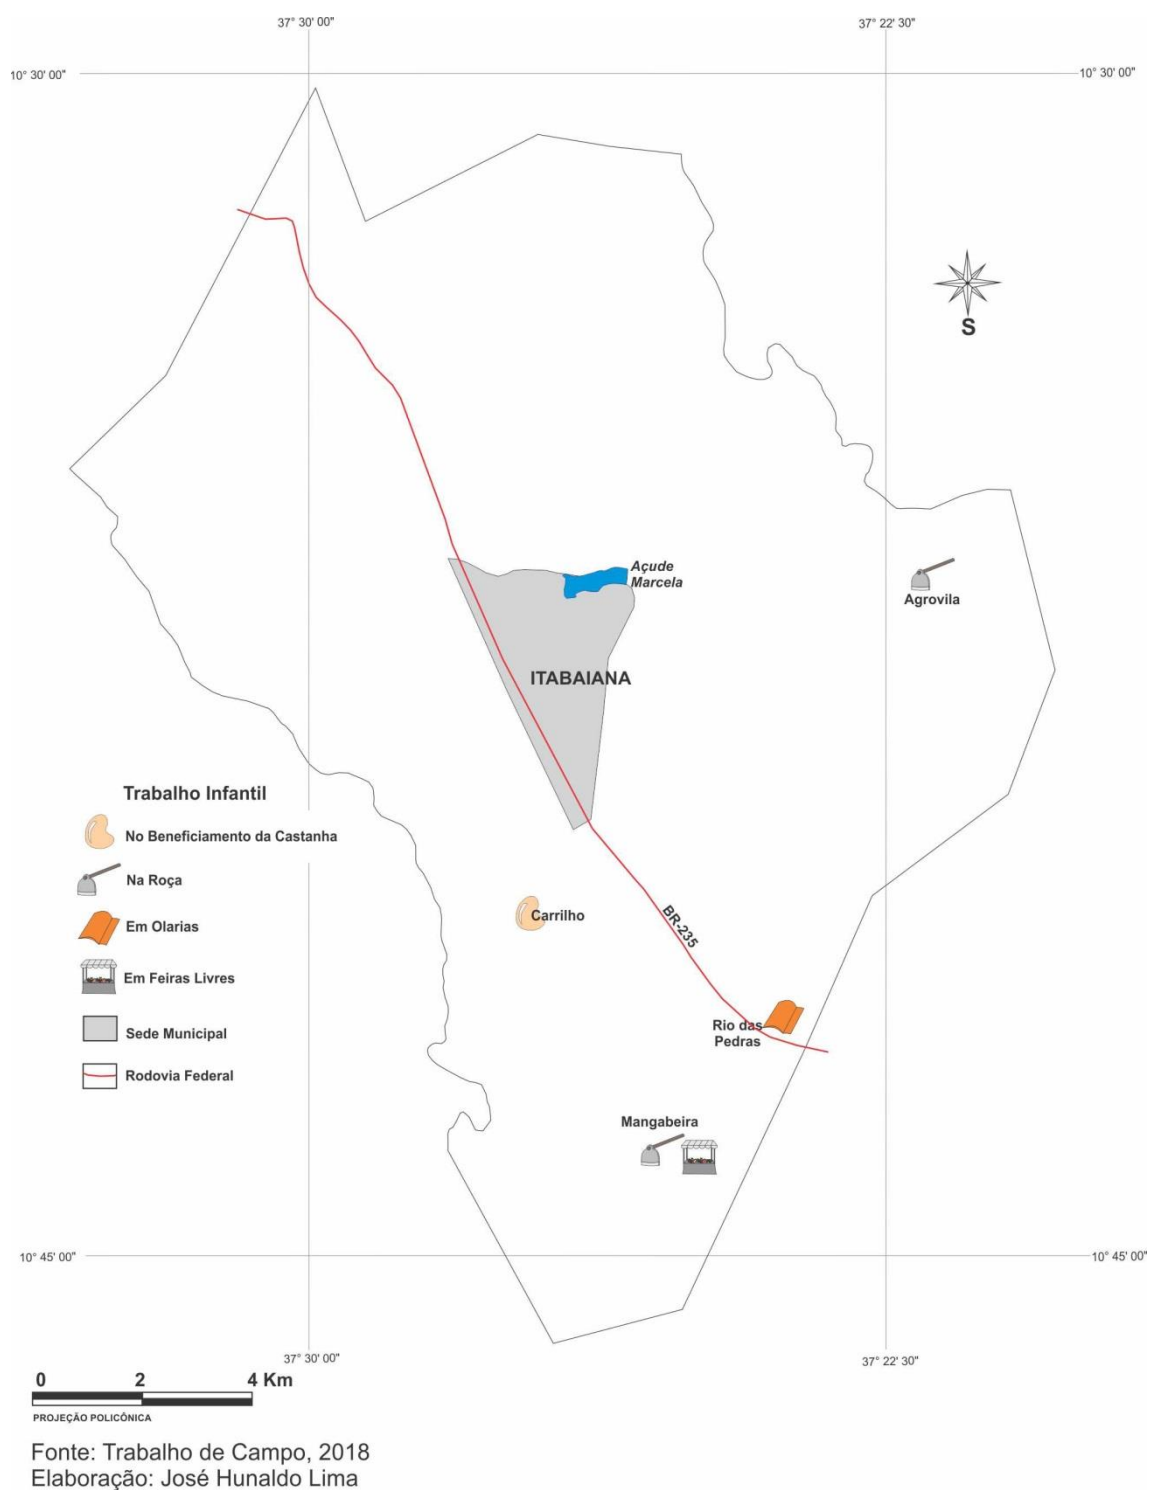 37° 30' 00"
37° 22' 30"
10° 30' 00"
10° 30' 00"
S
Açude
Marcela
Agrovila
ITABAIANA
Trabalho Infantil
No Beneficiamento da Castanha
Na Roça
Carrilho
Em Olarias
BR-235
Em Feiras Livres
Rio das
Pedras
Sede Municipal
Rodovia Federal
Mangabeira
10° 45' 00"
10° 45' 00"
37° 30' 00"
37° 22' 30"
0 2 4 Km
PROJEÇÃO POLICÔNICA
Fonte: Trabalho de Campo, 2018
Elaboração: José Hunaldo Lima